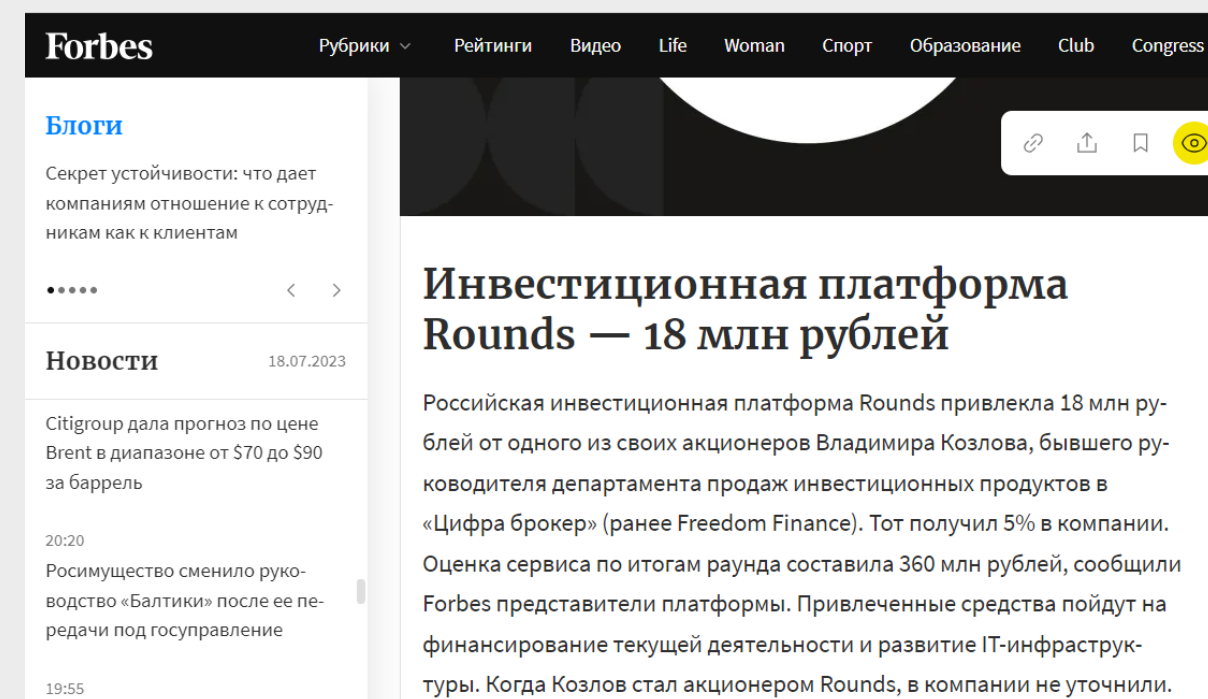 Forbes
Рубрики
Рейтинги
Видео
Life
Woman
Спорт
Образование
Club
Congress
Блоги
Секрет устойчивости: что дает
компаниям отношение к сотруд-
никам как к клиентам
Новости
18.07.2023
Citigroup дала прогноз по цене
Brent в диапазоне от $70 до $90
за баррель
20:20
Росимущество сменило руко-
водство «Балтики» после ее пе-
редачи под госуправление
19:55
Инвестиционная платформа
Rounds — 18 млн рублей
Российская инвестиционная платформа Rounds привлекла 18 млн ру-
блей от одного из своих акционеров Владимира Козлова, бывшего ру-
ководителя департамента продаж инвестиционных продуктов в
«Цифра брокер» (ранее Freedom Finance). Тот получил 5% в компании.
Оценка сервиса по итогам раунда составила 360 млн рублей, сообщили
Forbes представители платформы. Привлеченные средства пойдут на
финансирование текущей деятельности и развитие IT-инфраструк-
туры. Когда Козлов стал акционером Rounds, в компании не уточнили.